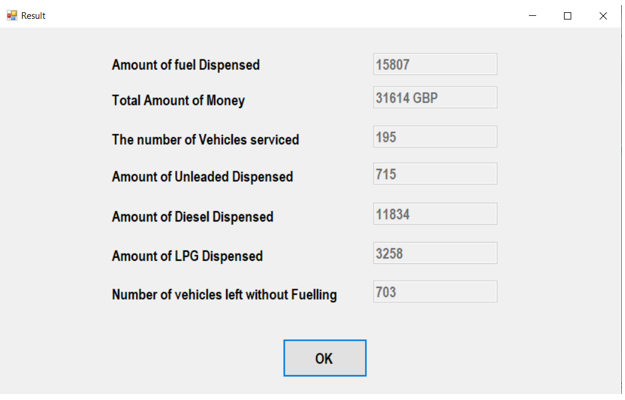 Result
Amount of fuel Dispensed 15807
Total Amount of Money 31614 GBP
The number of Vehicles serviced 195
Amount of Unleaded Dispensed 715
Amount of Diesel Dispensed 11834
Amount of LPG Dispensed 3258
Number of vehicles left without Fuelling 703
OK